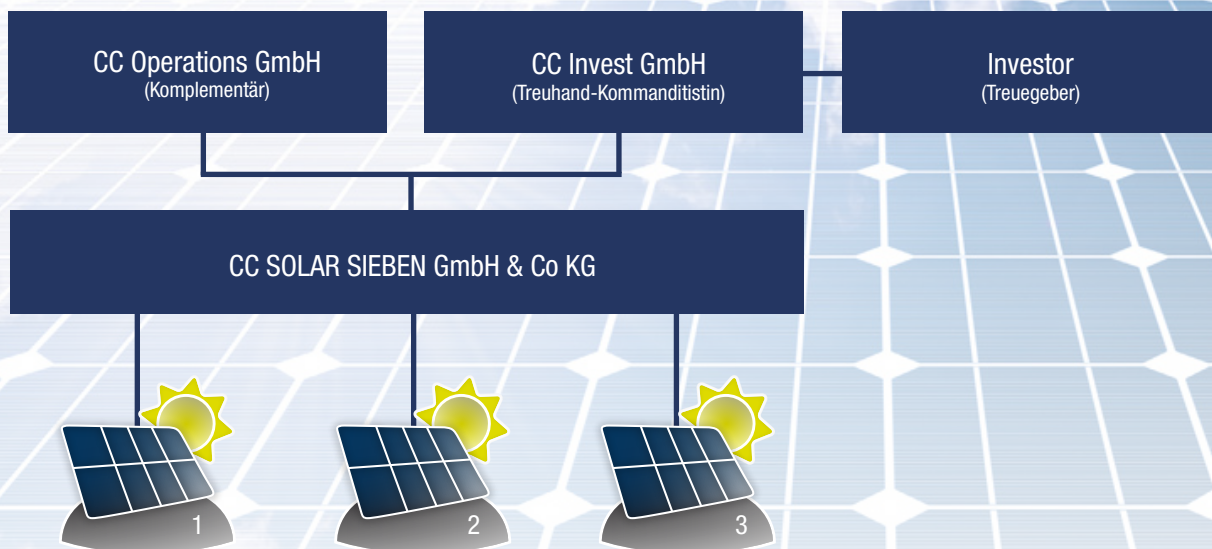 CC Operations GmbH
(Komplementär)
CC Invest GmbH
(Treuhand-Kommanditistin)
Investor
(Treuegeber)
CC SOLAR SIEBEN GmbH & Co KG
1
2
3